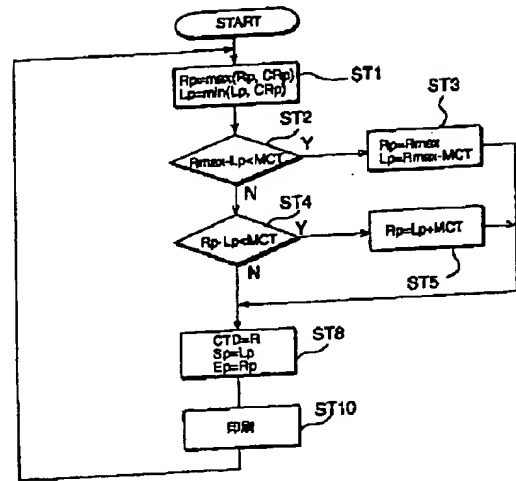 START
Rp=max(Rp, CRp)
Lp=min(Lp, CRp)
ST1
ST2
Rmax-Lp<MCT
Y
N
ST3
Rp=Rmax
Lp=Rmax-MCT
ST4
Rp-Lp<MCT
Y
N
Rp=Lp+MCT
ST5
CTD=R
Sp=Lp
Ep=Rp
ST8
印刷
ST10